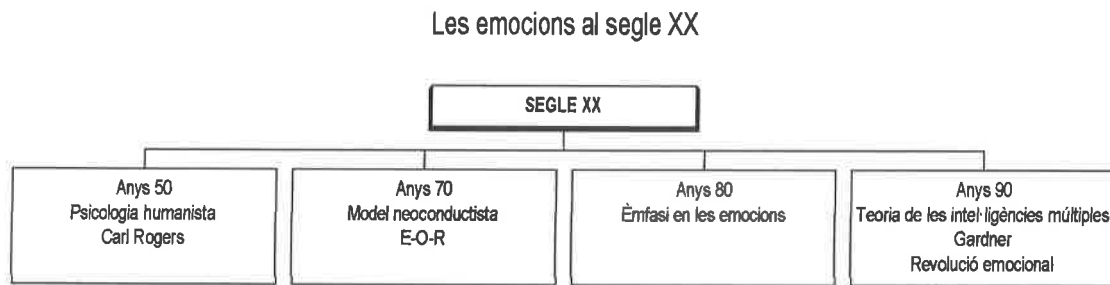 Les emocions al segle XX
SEGLE XX
Anys 50
Psicologia humanista
Carl Rogers
Anys 70
Model neoconductista
E-O-R
Anys 80
Èmfasi en les emocions
Anys 90
Teoria de les intel·ligències múltiples
Gardner
Revolució emocional